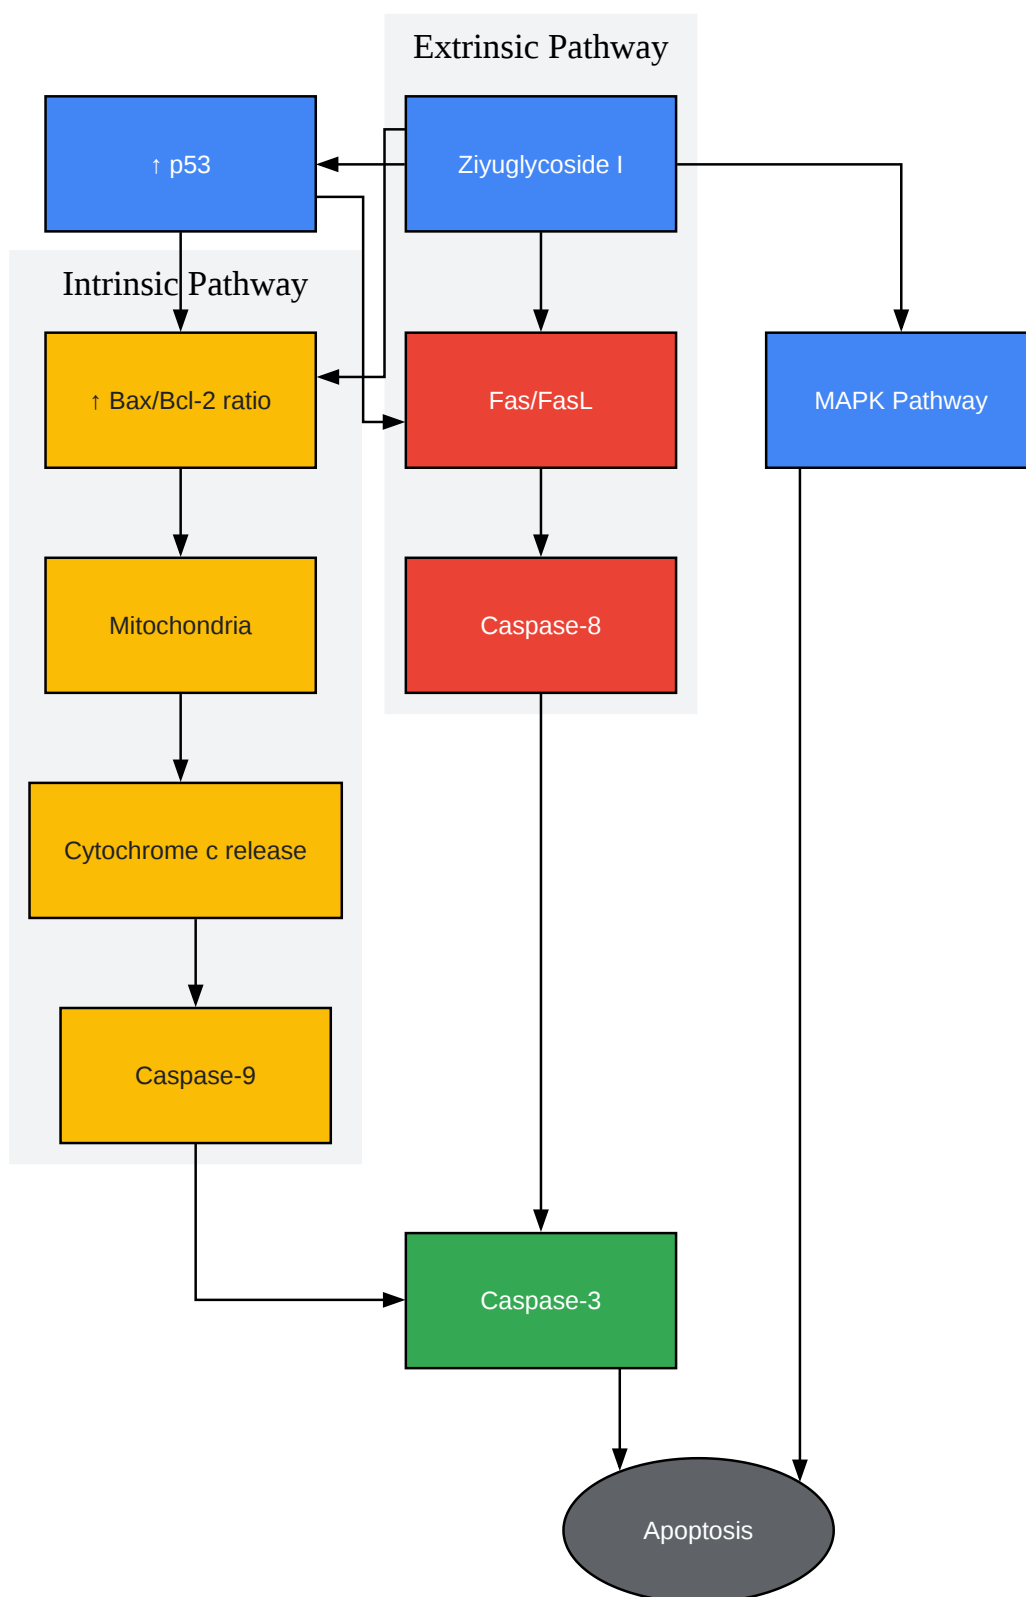 Extrinsic Pathway
↑ p53
Ziyuglycoside I
Intrinsic Pathway
↑ Bax/Bcl-2 ratio
Fas/FasL
MAPK Pathway
Mitochondria
Caspase-8
Cytochrome c release
Caspase-9
Caspase-3
Apoptosis